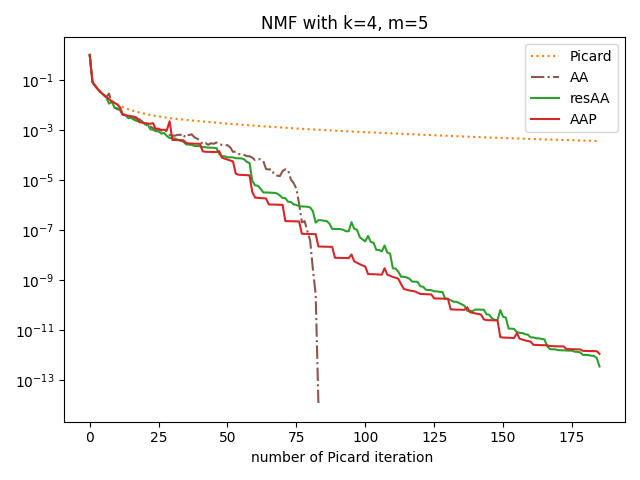 NMF with k=4, m=5
Picard
AA
resAA
AAP
10⁻¹
10⁻³
10⁻⁵
10⁻⁷
10⁻⁹
10⁻¹¹
10⁻¹³
0 25 50 75 100 125 150 175
number of Picard iteration